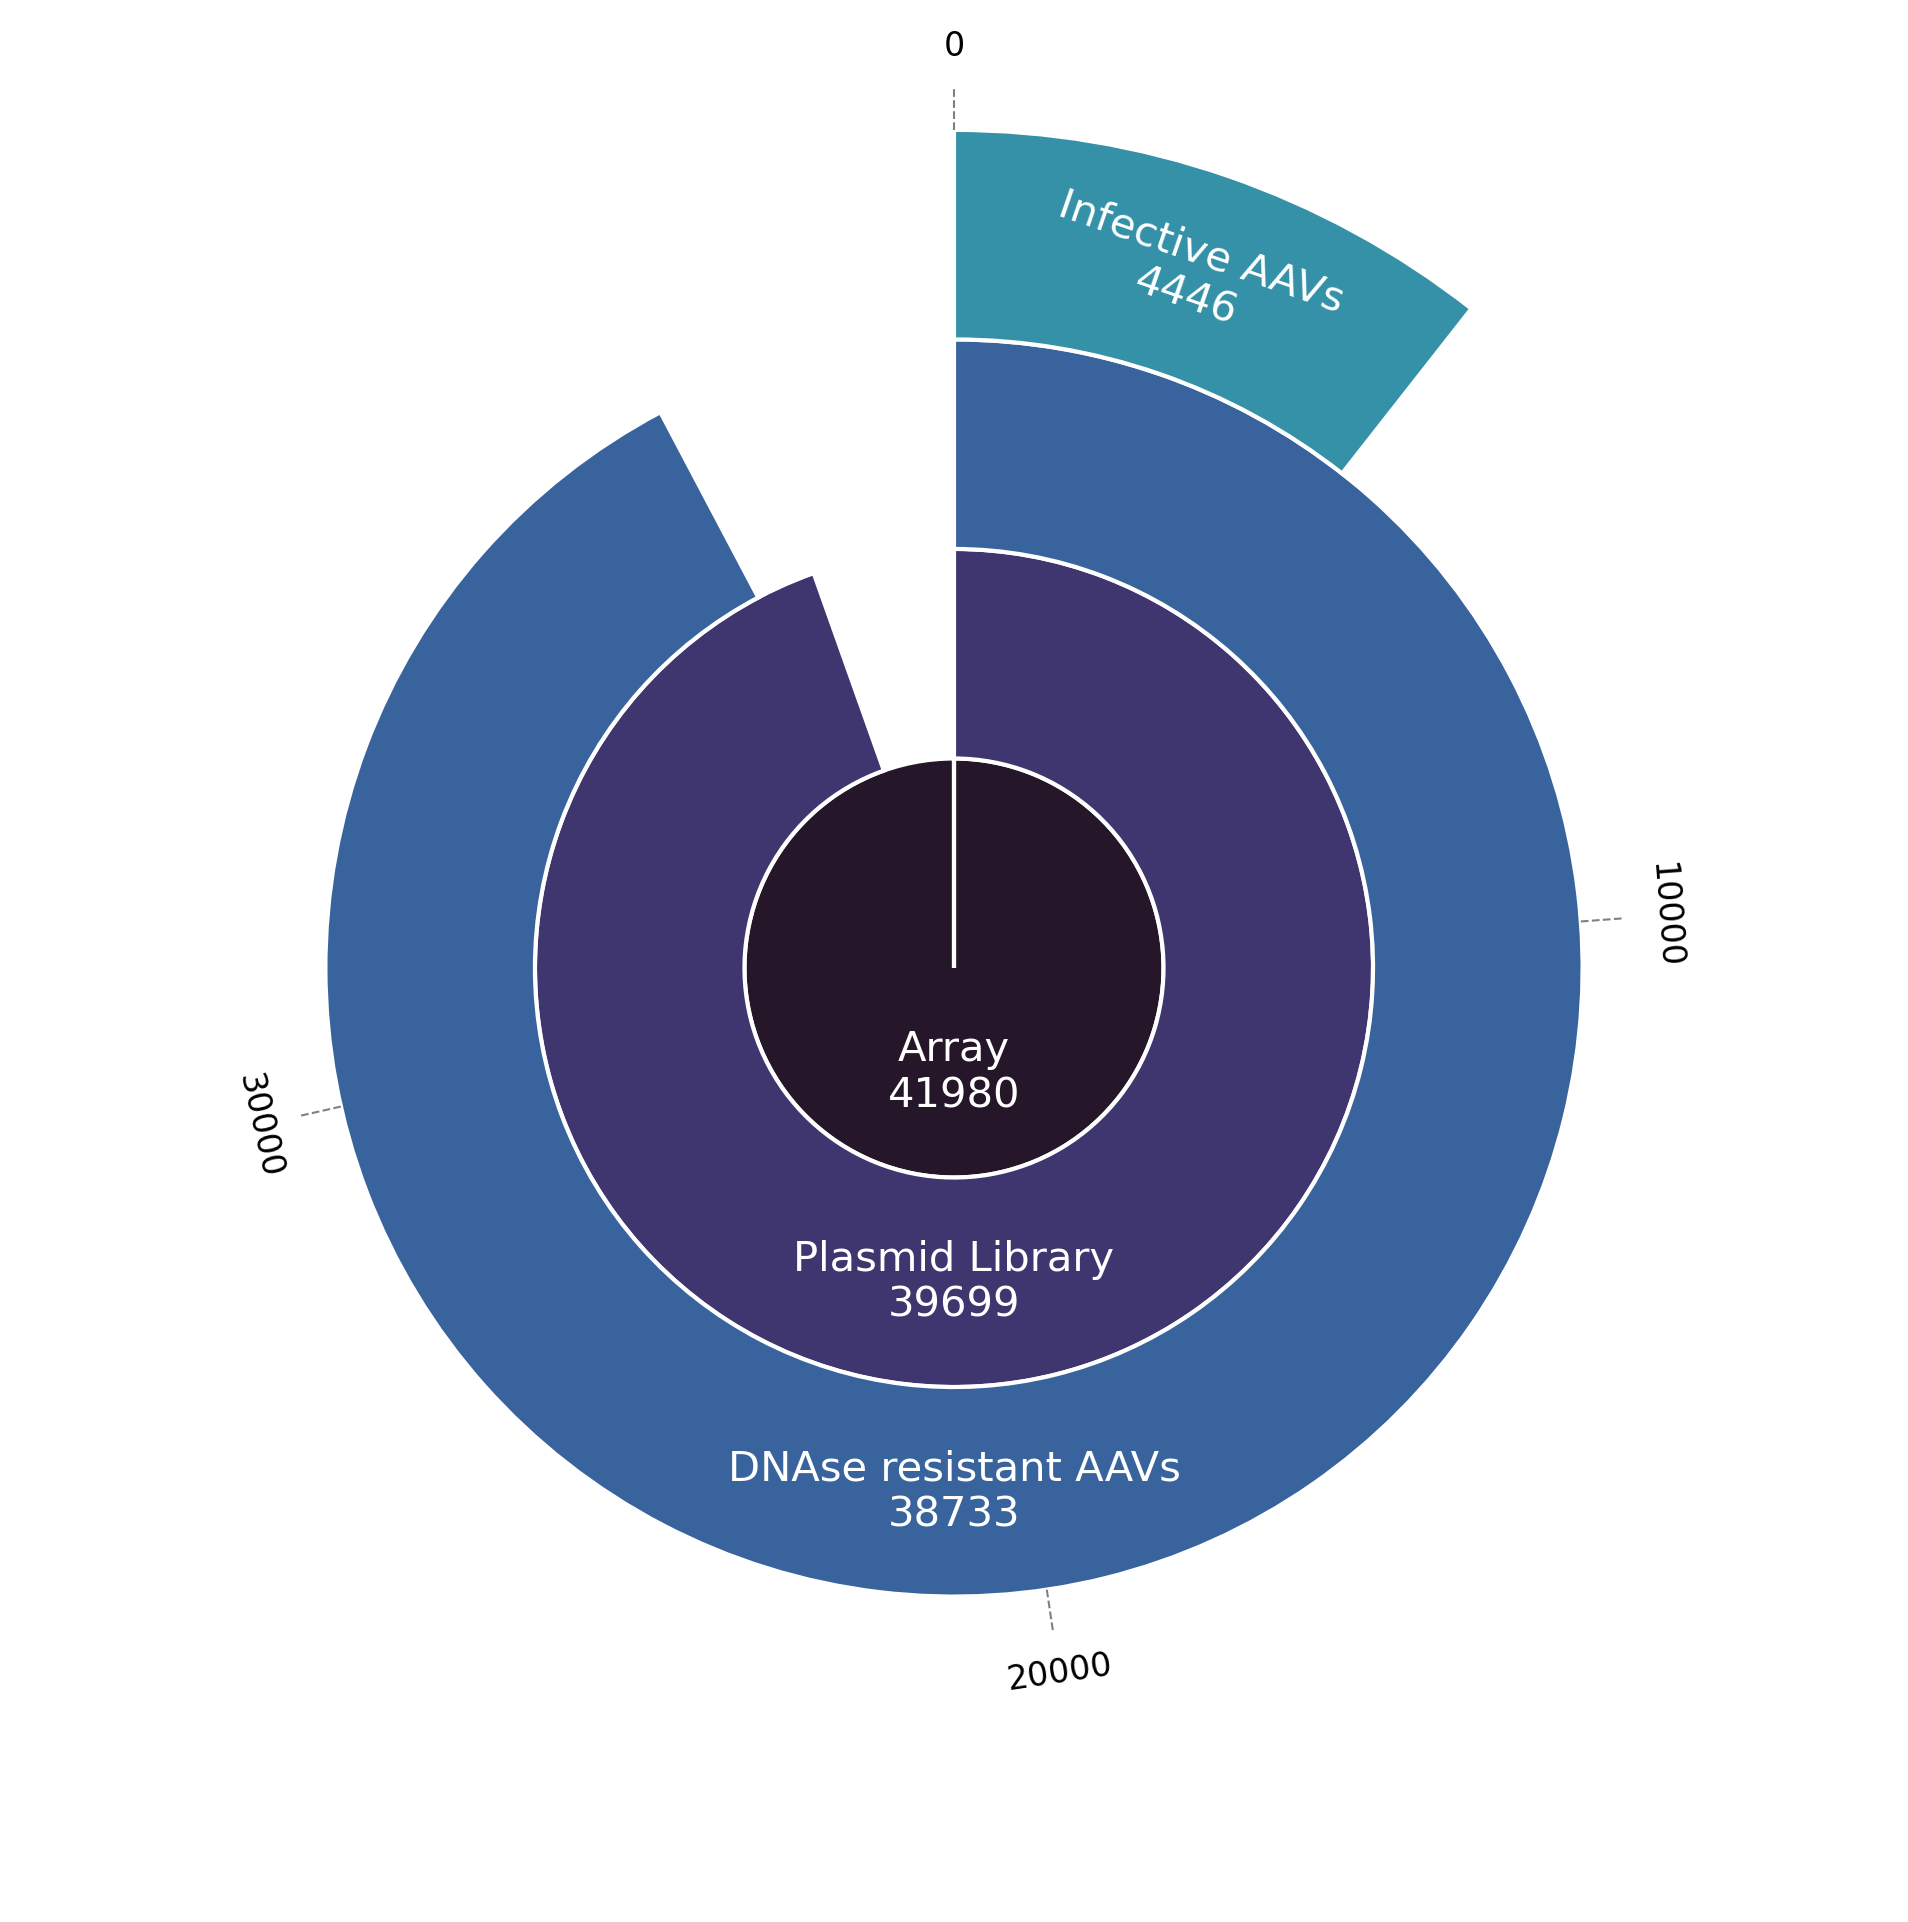 0
Infective AAVs
4446
10000
Array
41980
30000
Plasmid Library
39699
DNAse resistant AAVs
38733
20000